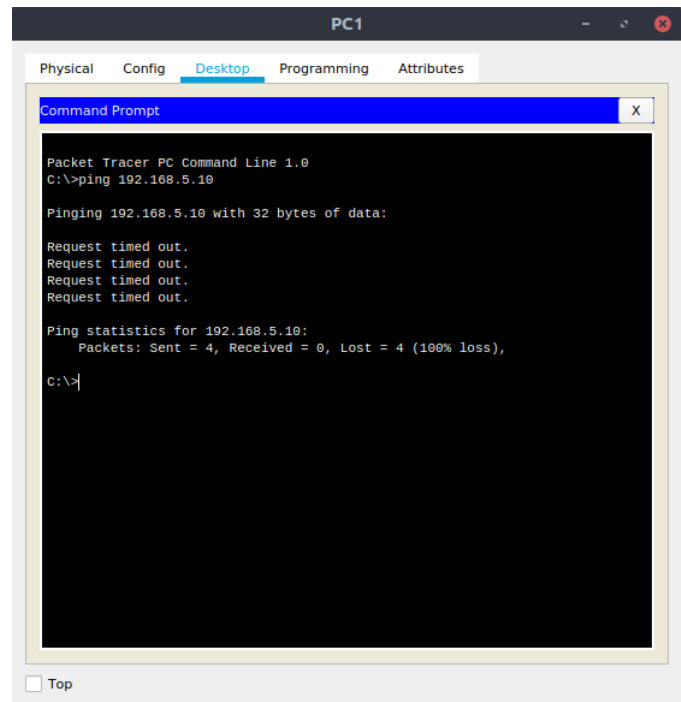 PC1
Physical Config Desktop Programming Attributes
Command Prompt X
Packet Tracer PC Command Line 1.0
C:\>ping 192.168.5.10
Pinging 192.168.5.10 with 32 bytes of data:
Request timed out.
Request timed out.
Request timed out.
Request timed out.
Ping statistics for 192.168.5.10:
Packets: Sent = 4, Received = 0, Lost = 4 (100% loss),
C:\>
Top